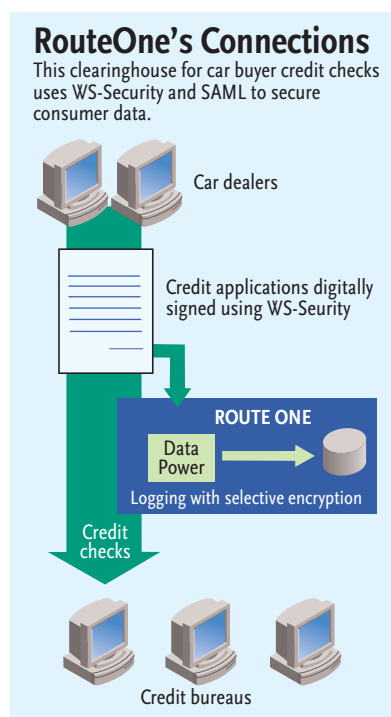 RouteOne's Connections
This clearinghouse for car buyer credit checks
uses WS-Security and SAML to secure
consumer data.
Car dealers
Credit applications digitally
signed using WS-Seurity
ROUTE ONE
Data
Power
Logging with selective encryption
Credit
checks
Credit bureaus